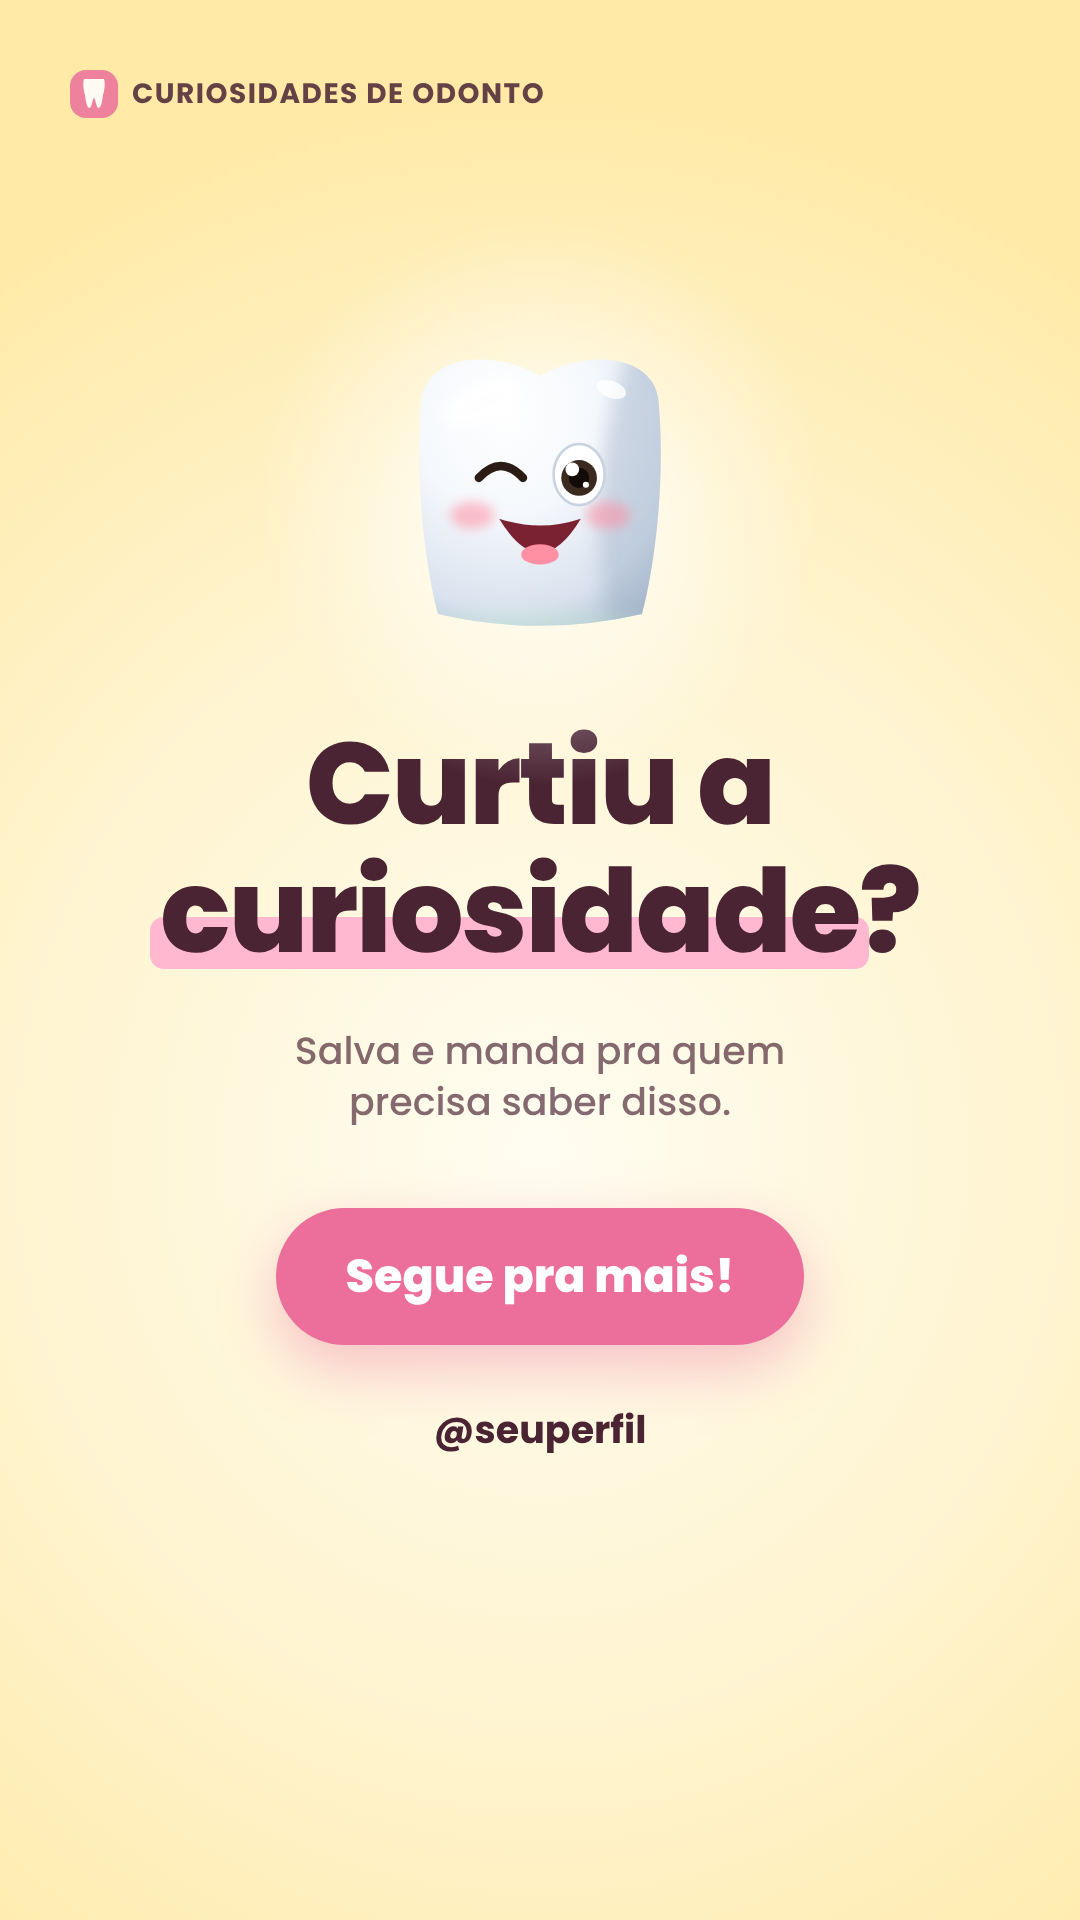 CURIOSIDADES DE ODONTO
Curtiu a
curiosidade?
Salva e manda pra quem
precisa saber disso.
Segue pra mais!
@seuperfil